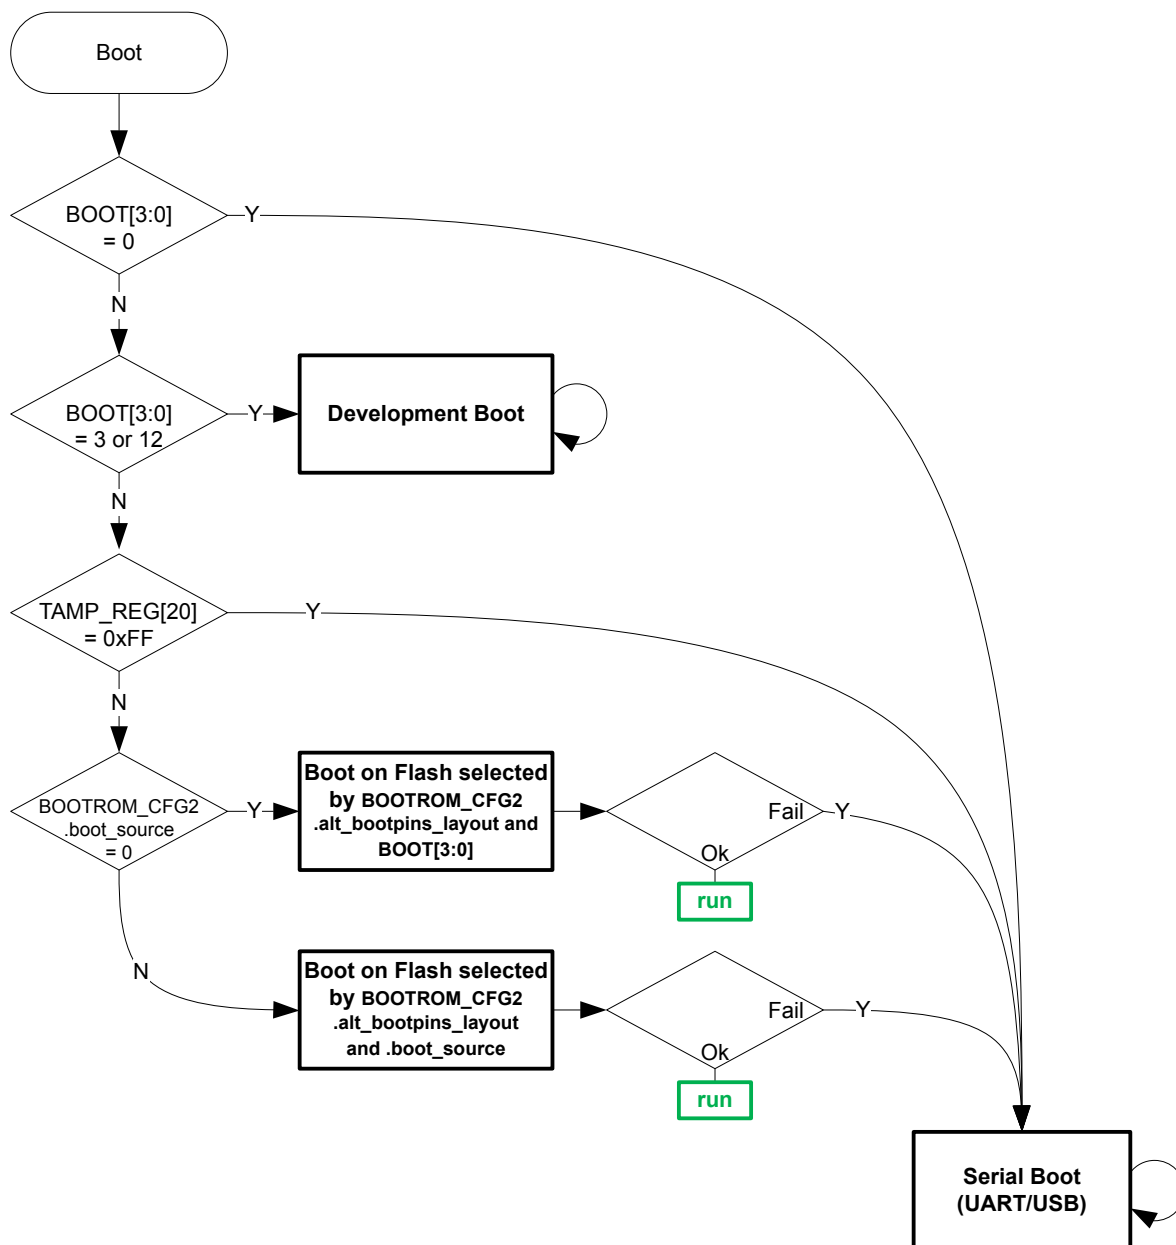 Boot
BOOT[3:0]
= 0
Y
N
BOOT[3:0]
= 3 or 12
Y
Development Boot
N
TAMP_REG[20]
= 0xFF
Y
N
BOOTROM_CFG2
.boot_source
= 0
Y
Boot on Flash selected
by BOOTROM_CFG2
.alt_bootpins_layout and
BOOT[3:0]
Fail
Y
Ok
run
N
Boot on Flash selected
by BOOTROM_CFG2
.alt_bootpins_layout
and .boot_source
Fail
Y
Ok
run
Serial Boot
(UART/USB)